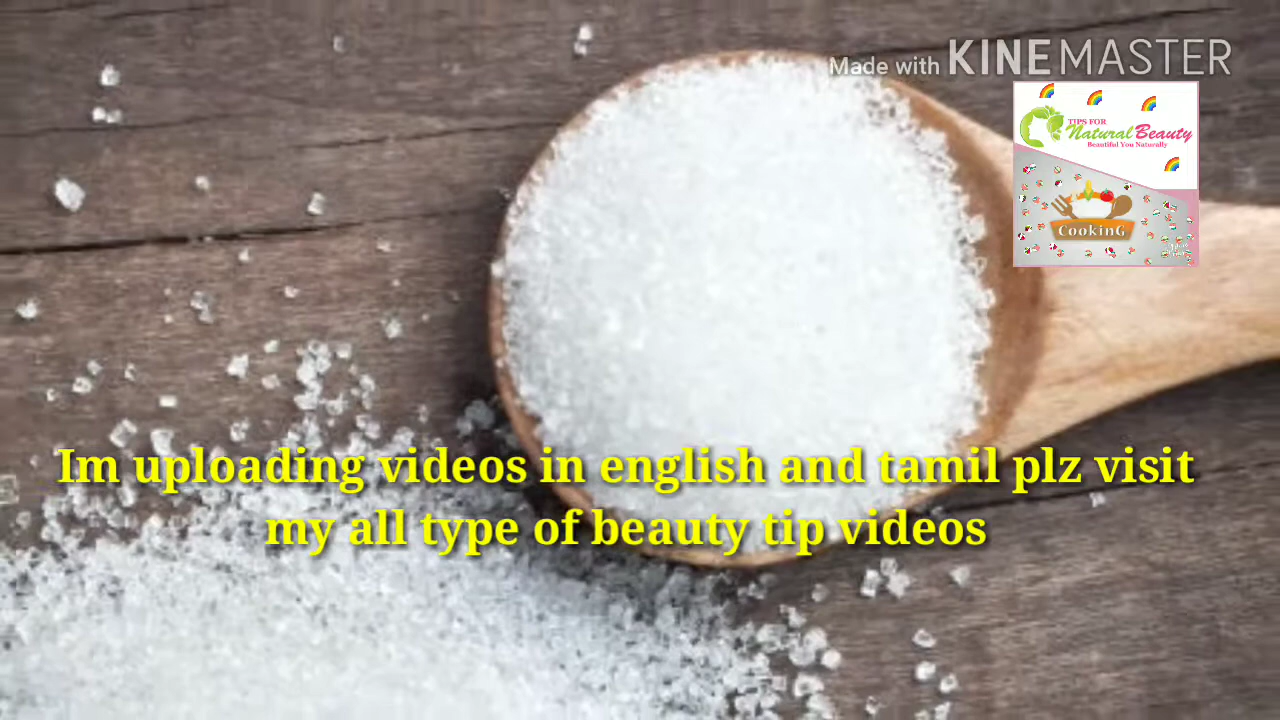 Made with KINEMASTER
TIPS FOR
Natural Beauty
Beautiful You Naturally
CookinG
Im uploading videos in english and tamil plz visit
my all type of beauty tip videos